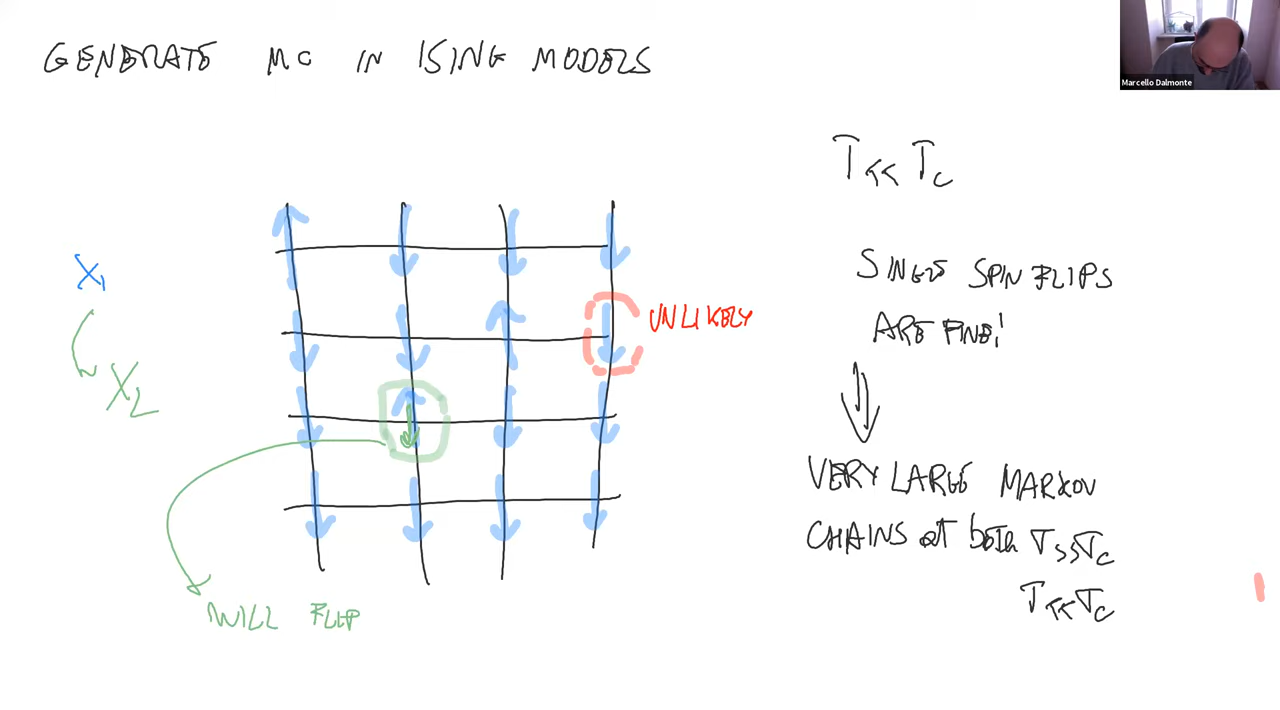 GENERATE MC IN ISING MODELS
Marcello Dalmonte
T << Tc
X1
SINGLE SPIN FLIPS
UNLIKELY
ARE FINE!
X2
VERY LARGE MARKOV
CHAINS at both T>>Tc
T<<Tc
WILL FLIP